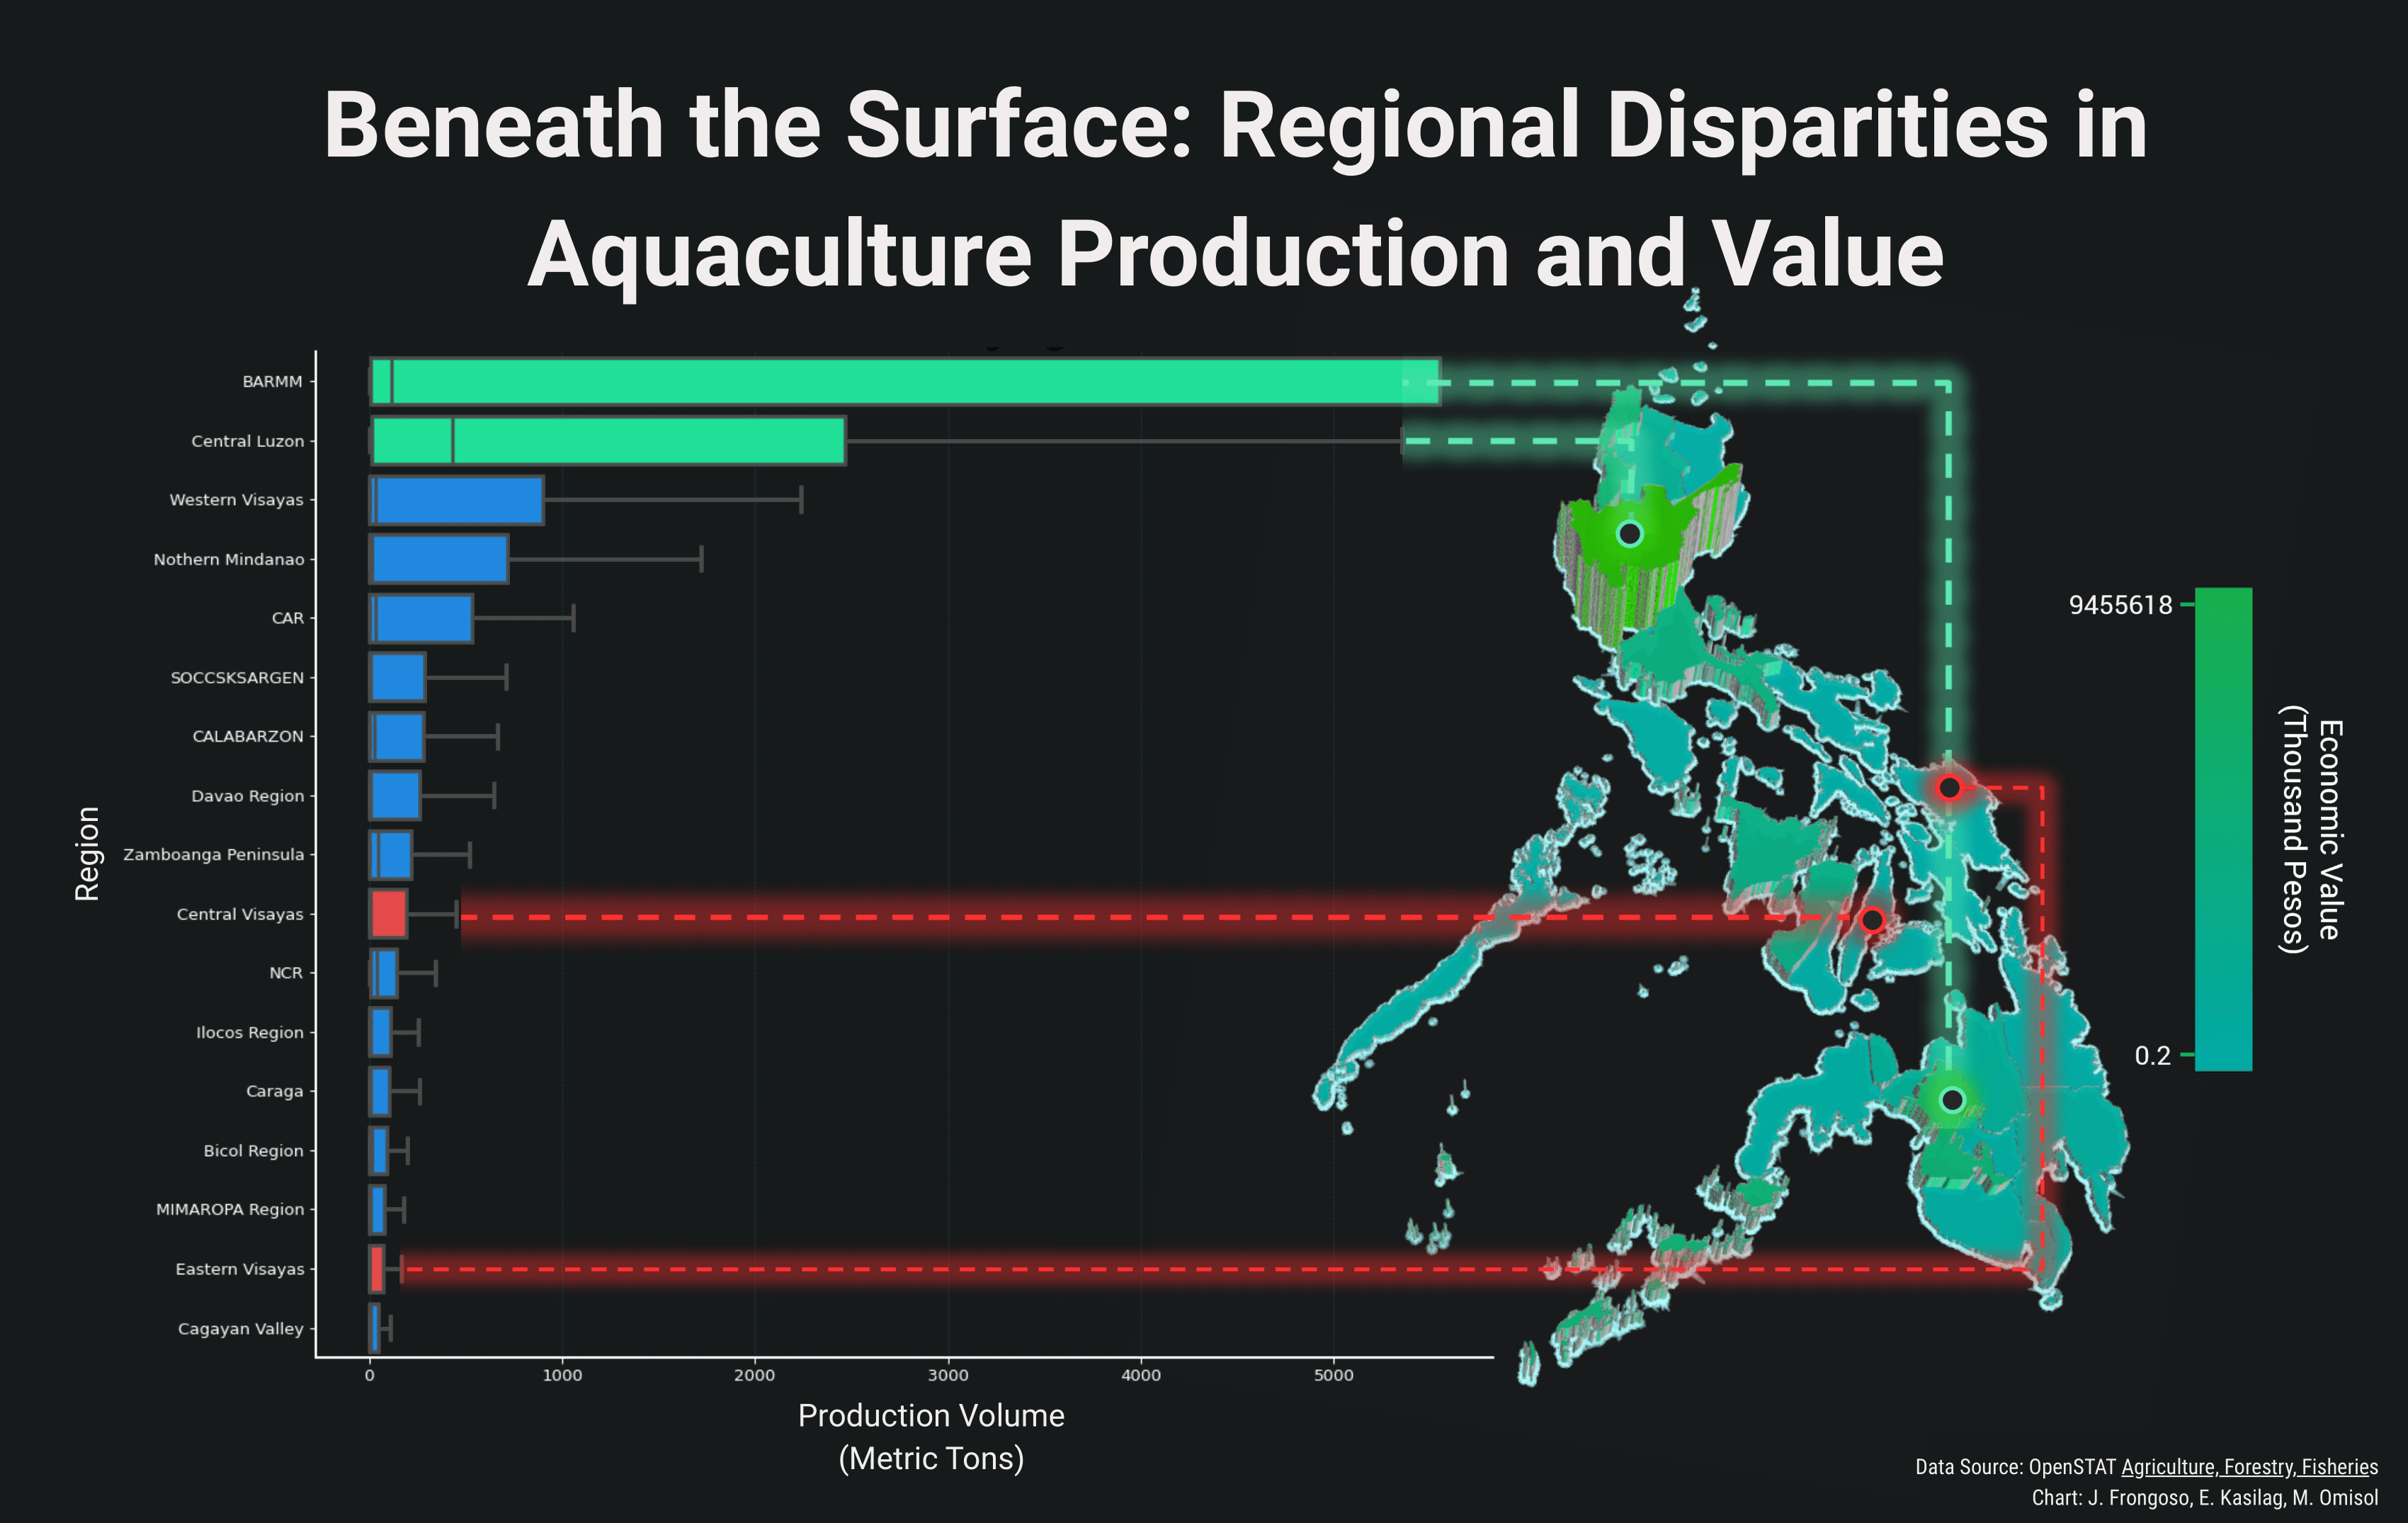 Beneath the Surface: Regional Disparities in
Aquaculture Production and Value
Region
BARMM
Central Luzon
Western Visayas
Nothern Mindanao
CAR
SOCCSKSARGEN
CALABARZON
Davao Region
Zamboanga Peninsula
Central Visayas
NCR
Ilocos Region
Caraga
Bicol Region
MIMAROPA Region
Eastern Visayas
Cagayan Valley
0 1000 2000 3000 4000 5000
Production Volume
(Metric Tons)
9455618
0.2
Economic Value
(Thousand Pesos)
Data Source: OpenSTAT Agriculture, Forestry, Fisheries
Chart: J. Frongoso, E. Kasilag, M. Omisol